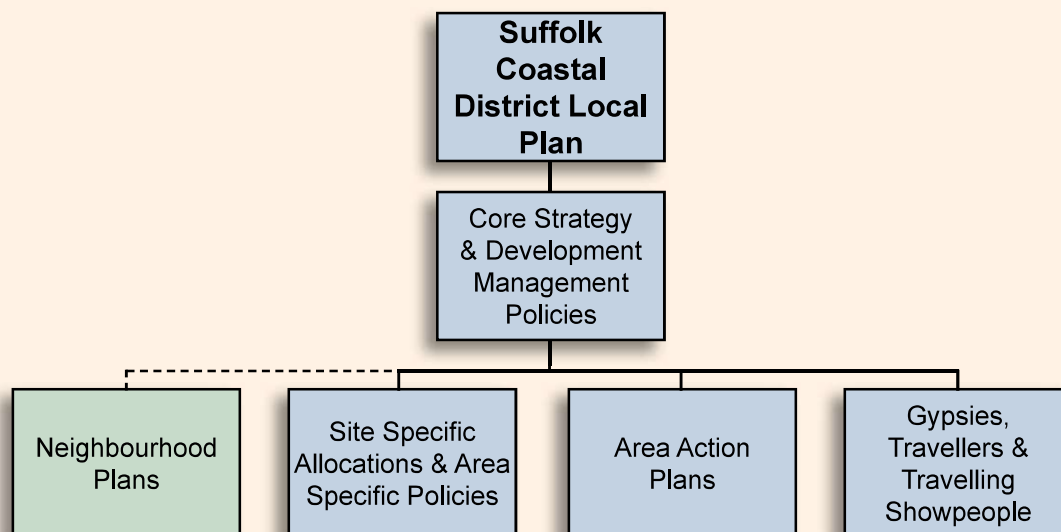 Suffolk
Coastal
District Local
Plan
Core Strategy
& Development
Management
Policies
Neighbourhood
Plans
Site Specific
Allocations & Area
Specific Policies
Area Action
Plans
Gypsies,
Travellers &
Travelling
Showpeople